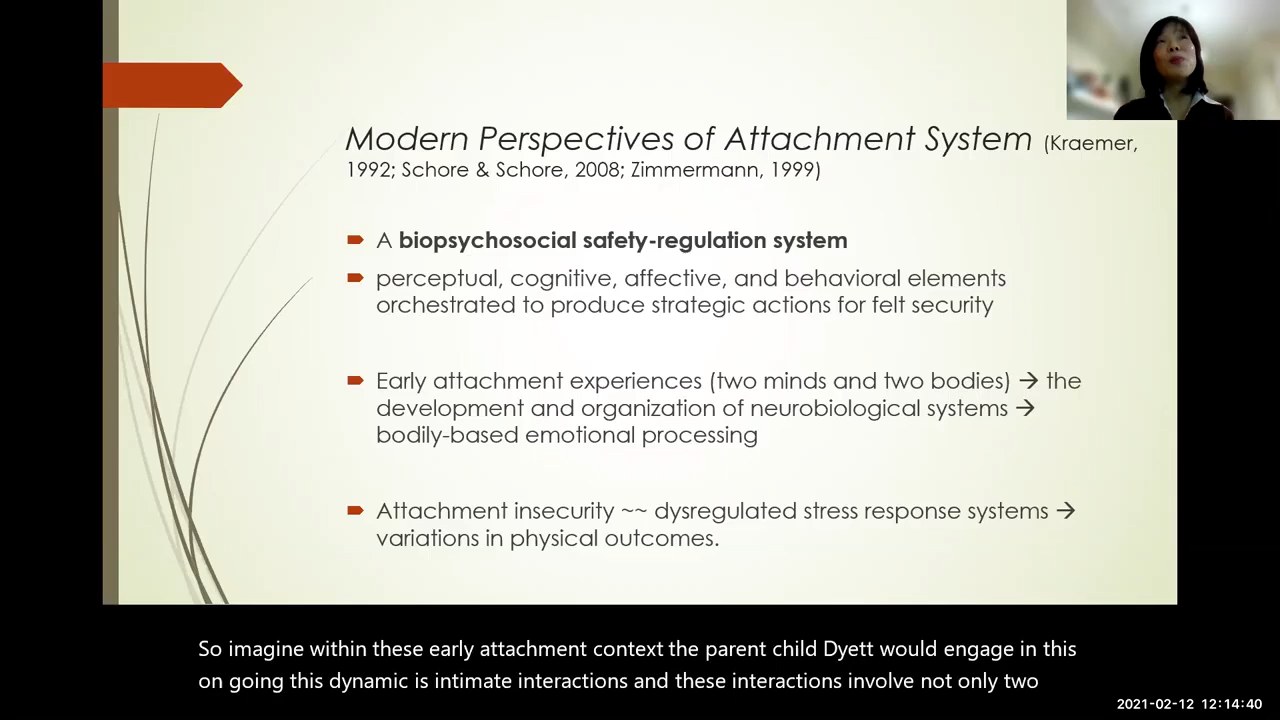 Modern Perspectives of Attachment System (Kraemer,
1992; Schore & Schore, 2008; Zimmermann, 1999)
A biopsychosocial safety-regulation system
perceptual, cognitive, affective, and behavioral elements
orchestrated to produce strategic actions for felt security
Early attachment experiences (two minds and two bodies) → the
development and organization of neurobiological systems →
bodily-based emotional processing
Attachment insecurity ~~ dysregulated stress response systems →
variations in physical outcomes.
So imagine within these early attachment context the parent child Dyett would engage in this
on going this dynamic is intimate interactions and these interactions involve not only two
2021-02-12 12:14:40